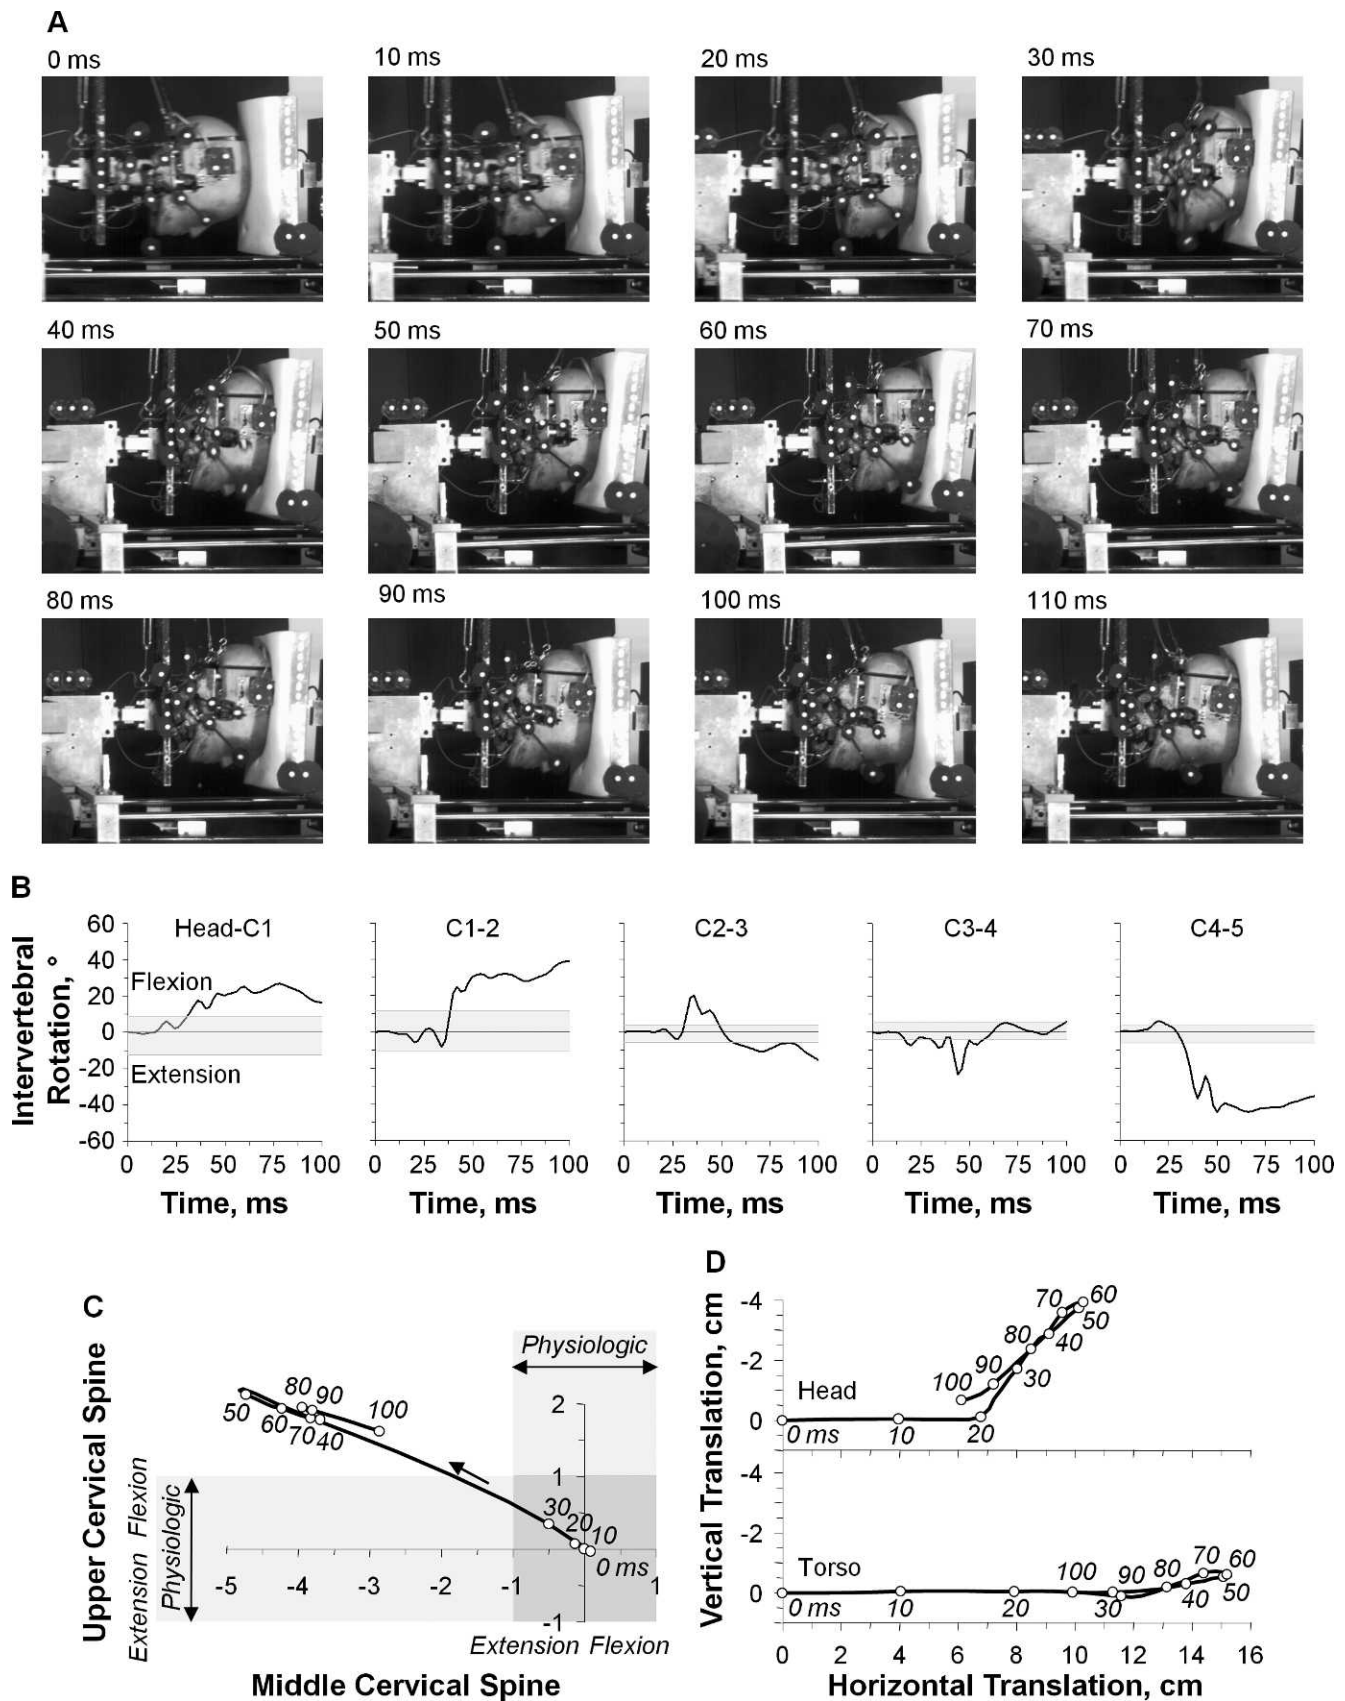 A
0 ms 10 ms 20 ms 30 ms
40 ms 50 ms 60 ms 70 ms
80 ms 90 ms 100 ms 110 ms
B
Intervertebral
Rotation, °
Head-C1 C1-2 C2-3 C3-4 C4-5
60
40
20
0
-20
-40
-60
Flexion
Extension
0 25 50 75 100 0 25 50 75 100 0 25 50 75 100 0 25 50 75 100 0 25 50 75 100
Time, ms Time, ms Time, ms Time, ms Time, ms
C
Upper Cervical Spine
Extension Flexion
Physiologic
Physiologic
2
1
-1
50 60 70 40 80 90 100
30 20 10 0 ms
-5 -4 -3 -2 -1 1
Extension Flexion
Middle Cervical Spine
D
Vertical Translation, cm
-4
-2
0
Head
0 ms 10 20 30 40 50 60 70 80 90 100
-4
-2
0
Torso
0 ms 10 20 30 40 50 60 70 80 90 100
0 2 4 6 8 10 12 14 16
Horizontal Translation, cm